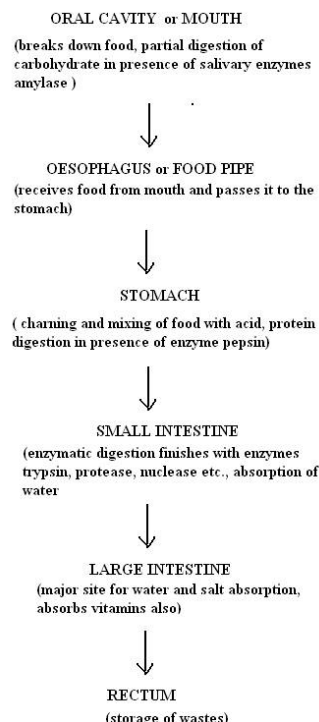 ORAL CAVITY or MOUTH
(breaks down food, partial digestion of
carbohydrate in presence of salivary enzymes
amylase )
OESOPHAGUS or FOOD PIPE
(receives food from mouth and passes it to the
stomach)
STOMACH
( charning and mixing of food with acid, protein
digestion in presence of enzyme pepsin)
SMALL INTESTINE
(enzymatic digestion finishes with enzymes
trypsin, protease, nuclease etc., absorption of
water
LARGE INTESTINE
(major site for water and salt absorption,
absorbs vitamins also)
RECTUM
(storage of wastes)